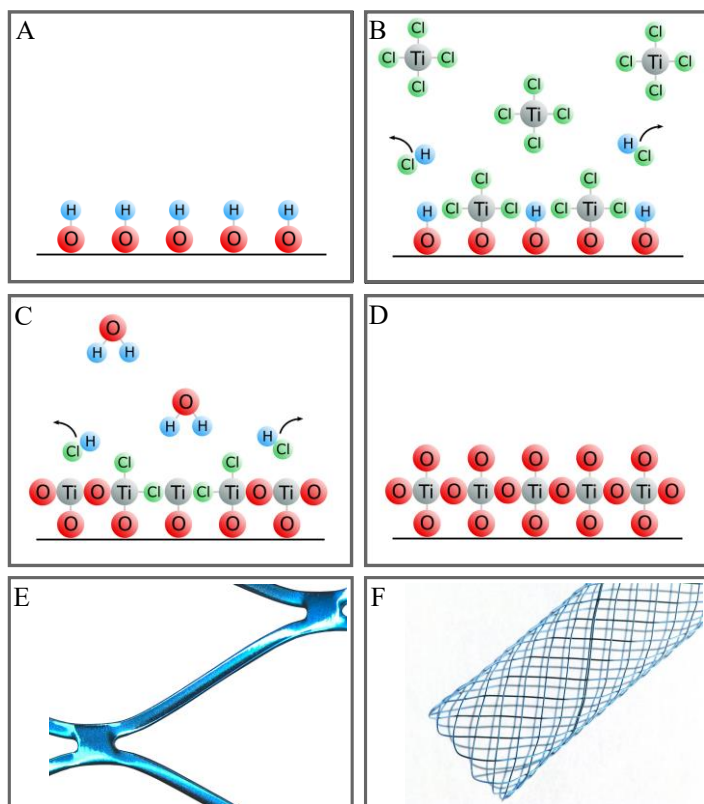 A
H H H H H
O O O O O
B
Cl
Cl Ti Cl
Cl
Cl
Cl Ti Cl
Cl
Cl
Cl Ti Cl
Cl
H
Cl
H
Cl
Cl Cl
H Cl Ti Cl H Cl Ti Cl H
O O O O O
C
O
H H
O
H H
H
Cl
H
Cl
Cl Cl
O Ti O Ti Cl Ti Cl Ti O Ti O
O O O O O
D
O O O O O
O Ti O Ti O Ti O Ti O Ti O
O O O O O
E
F